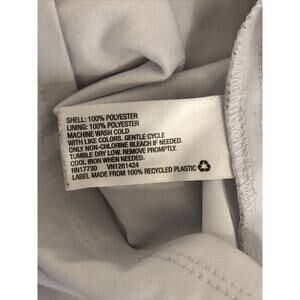 SHELL: 100% POLYESTER
LINING: 100% POLYESTER
MACHINE WASH COLD
WITH LIKE COLORS. GENTLE CYCLE
ONLY NON-CHLORINE BLEACH IF NEEDED.
TUMBLE DRY LOW. REMOVE PROMPTLY.
COOL IRON WHEN NEEDED.
RN17730 VN1261424
LABEL MADE FROM 100% RECYCLED PLASTIC